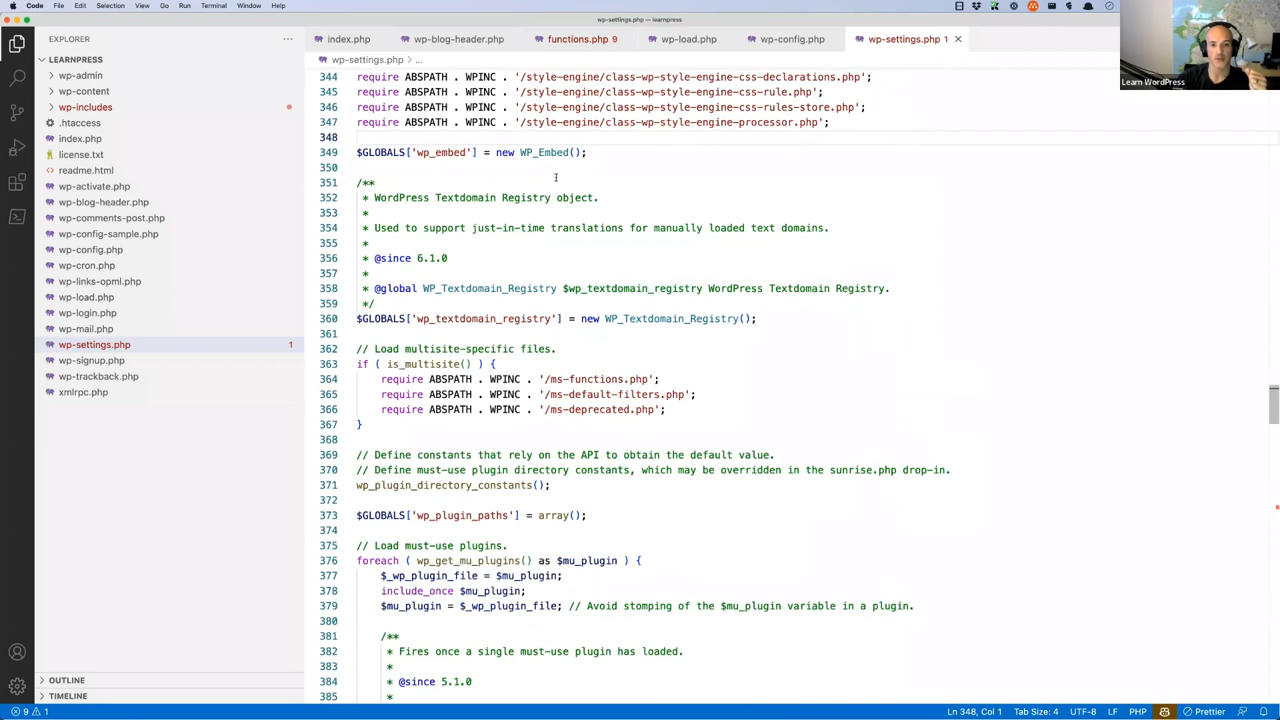 Code File Edit Selection View Go Run Terminal Window Help
wp-settings.php — learnpress
EXPLORER
LEARNPRESS
wp-admin
wp-content
wp-includes
.htaccess
index.php
license.txt
readme.html
wp-activate.php
wp-blog-header.php
wp-comments-post.php
wp-config-sample.php
wp-config.php
wp-cron.php
wp-links-opml.php
wp-load.php
wp-login.php
wp-mail.php
wp-settings.php 1
wp-signup.php
wp-trackback.php
xmlrpc.php
OUTLINE
TIMELINE
index.php wp-blog-header.php functions.php 9 wp-load.php wp-config.php wp-settings.php 1
wp-settings.php > ...
344 require ABSPATH . WPINC . '/style-engine/class-wp-style-engine-css-declarations.php';
345 require ABSPATH . WPINC . '/style-engine/class-wp-style-engine-css-rule.php';
346 require ABSPATH . WPINC . '/style-engine/class-wp-style-engine-css-rules-store.php';
347 require ABSPATH . WPINC . '/style-engine/class-wp-style-engine-processor.php';
348
349 $GLOBALS['wp_embed'] = new WP_Embed();
350
351 /**
352 * WordPress Textdomain Registry object.
353 *
354 * Used to support just-in-time translations for manually loaded text domains.
355 *
356 * @since 6.1.0
357 *
358 * @global WP_Textdomain_Registry $wp_textdomain_registry WordPress Textdomain Registry.
359 */
360 $GLOBALS['wp_textdomain_registry'] = new WP_Textdomain_Registry();
361
362 // Load multisite-specific files.
363 if ( is_multisite() ) {
364 require ABSPATH . WPINC . '/ms-functions.php';
365 require ABSPATH . WPINC . '/ms-default-filters.php';
366 require ABSPATH . WPINC . '/ms-deprecated.php';
367 }
368
369 // Define constants that rely on the API to obtain the default value.
370 // Define must-use plugin directory constants, which may be overridden in the sunrise.php drop-in.
371 wp_plugin_directory_constants();
372
373 $GLOBALS['wp_plugin_paths'] = array();
374
375 // Load must-use plugins.
376 foreach ( wp_get_mu_plugins() as $mu_plugin ) {
377 $_wp_plugin_file = $mu_plugin;
378 include_once $mu_plugin;
379 $mu_plugin = $_wp_plugin_file; // Avoid stomping of the $mu_plugin variable in a plugin.
380
381 /**
382 * Fires once a single must-use plugin has loaded.
383 *
384 * @since 5.1.0
385 *
Learn WordPress
9 1 Ln 348, Col 1 Tab Size: 4 UTF-8 LF PHP Prettier